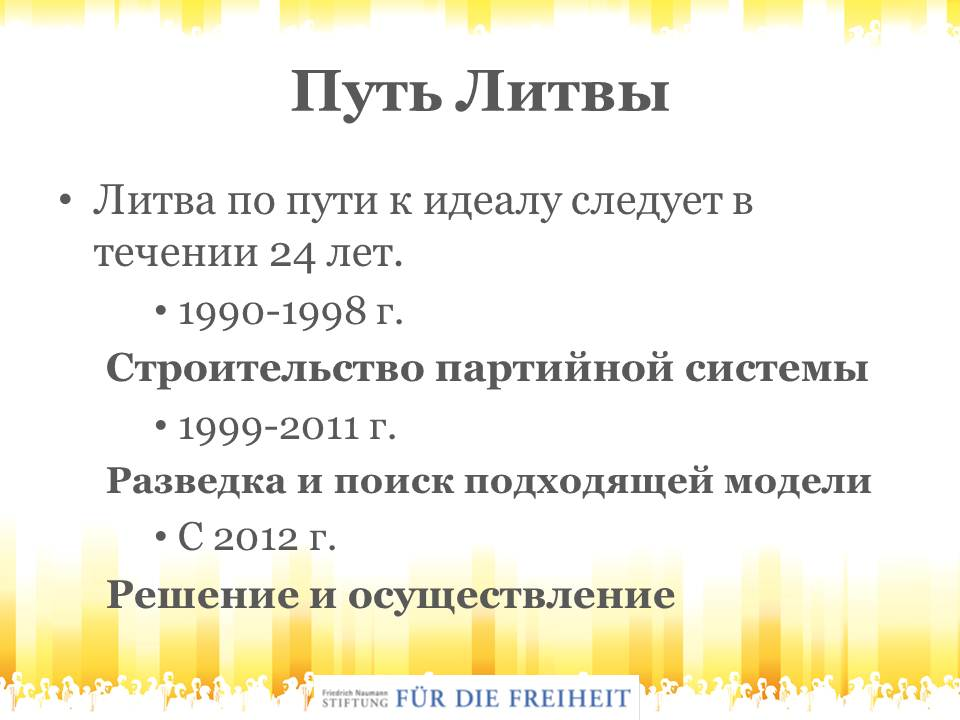 Путь Литвы
• Литва по пути к идеалу следует в
течении 24 лет.
• 1990-1998 г.
Строительство партийной системы
• 1999-2011 г.
Разведка и поиск подходящей модели
• С 2012 г.
Решение и осуществление
Friedrich Naumann
STIFTUNG FÜR DIE FREIHEIT